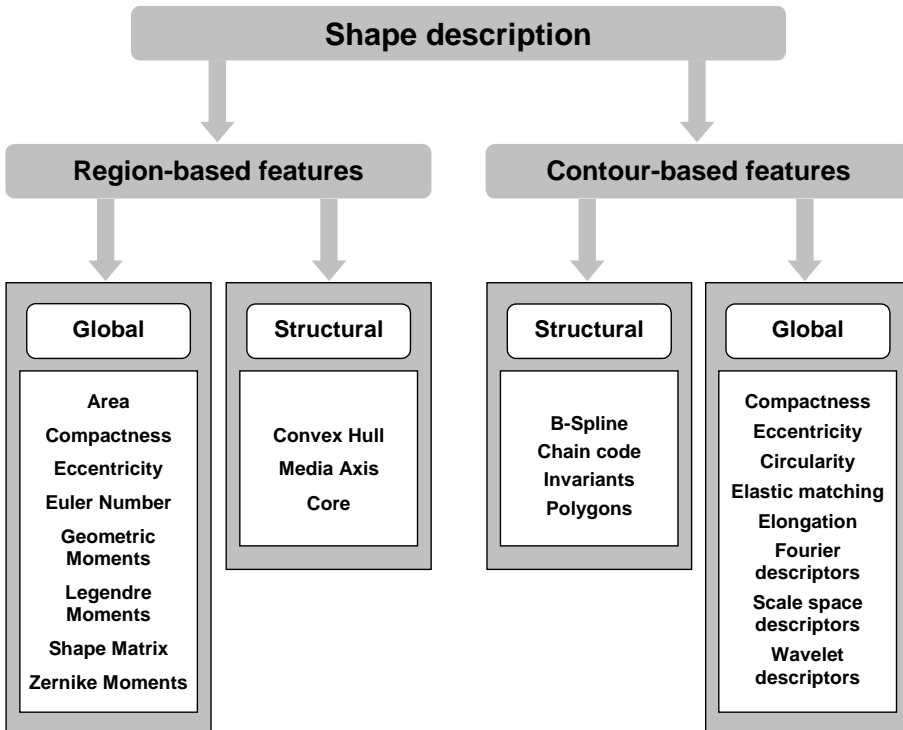 Shape description
Region-based features
Contour-based features
Global
Area
Compactness
Eccentricity
Euler Number
Geometric
Moments
Legendre
Moments
Shape Matrix
Zernike Moments
Structural
Convex Hull
Media Axis
Core
Structural
B-Spline
Chain code
Invariants
Polygons
Global
Compactness
Eccentricity
Circularity
Elastic matching
Elongation
Fourier
descriptors
Scale space
descriptors
Wavelet
descriptors